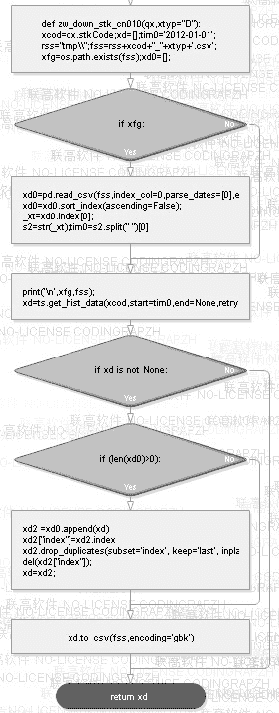 def zw_down_stk_cn010(qx,xtyp="D"):
xcod=cx.stkCode;xd=[];tim0='2012-01-01';
rss="tmp\\";fss=rss+xcod+"_"+xtyp+'.csv';
xfg=os.path.exists(fss);xd0=[];
if xfg:
No
Yes
xd0=pd.read_csv(fss,index_col=0,parse_dates=[0],e
xd0=xd0.sort_index(ascending=False);
_xt=xd0.index[0];
s2=str(_xt);tim0=s2.split(" ")[0]
print('\n',xfg,fss);
xd=ts.get_hist_data(xcod,start=tim0,end=None,retry
if xd is not None:
No
Yes
if (len(xd0)>0):
No
Yes
xd2 =xd0.append(xd)
xd2["index"]=xd2.index
xd2.drop_duplicates(subset='index', keep='last', inpla
del(xd2["index"]);
xd=xd2;
xd.to_csv(fss,encoding='gbk')
return xd